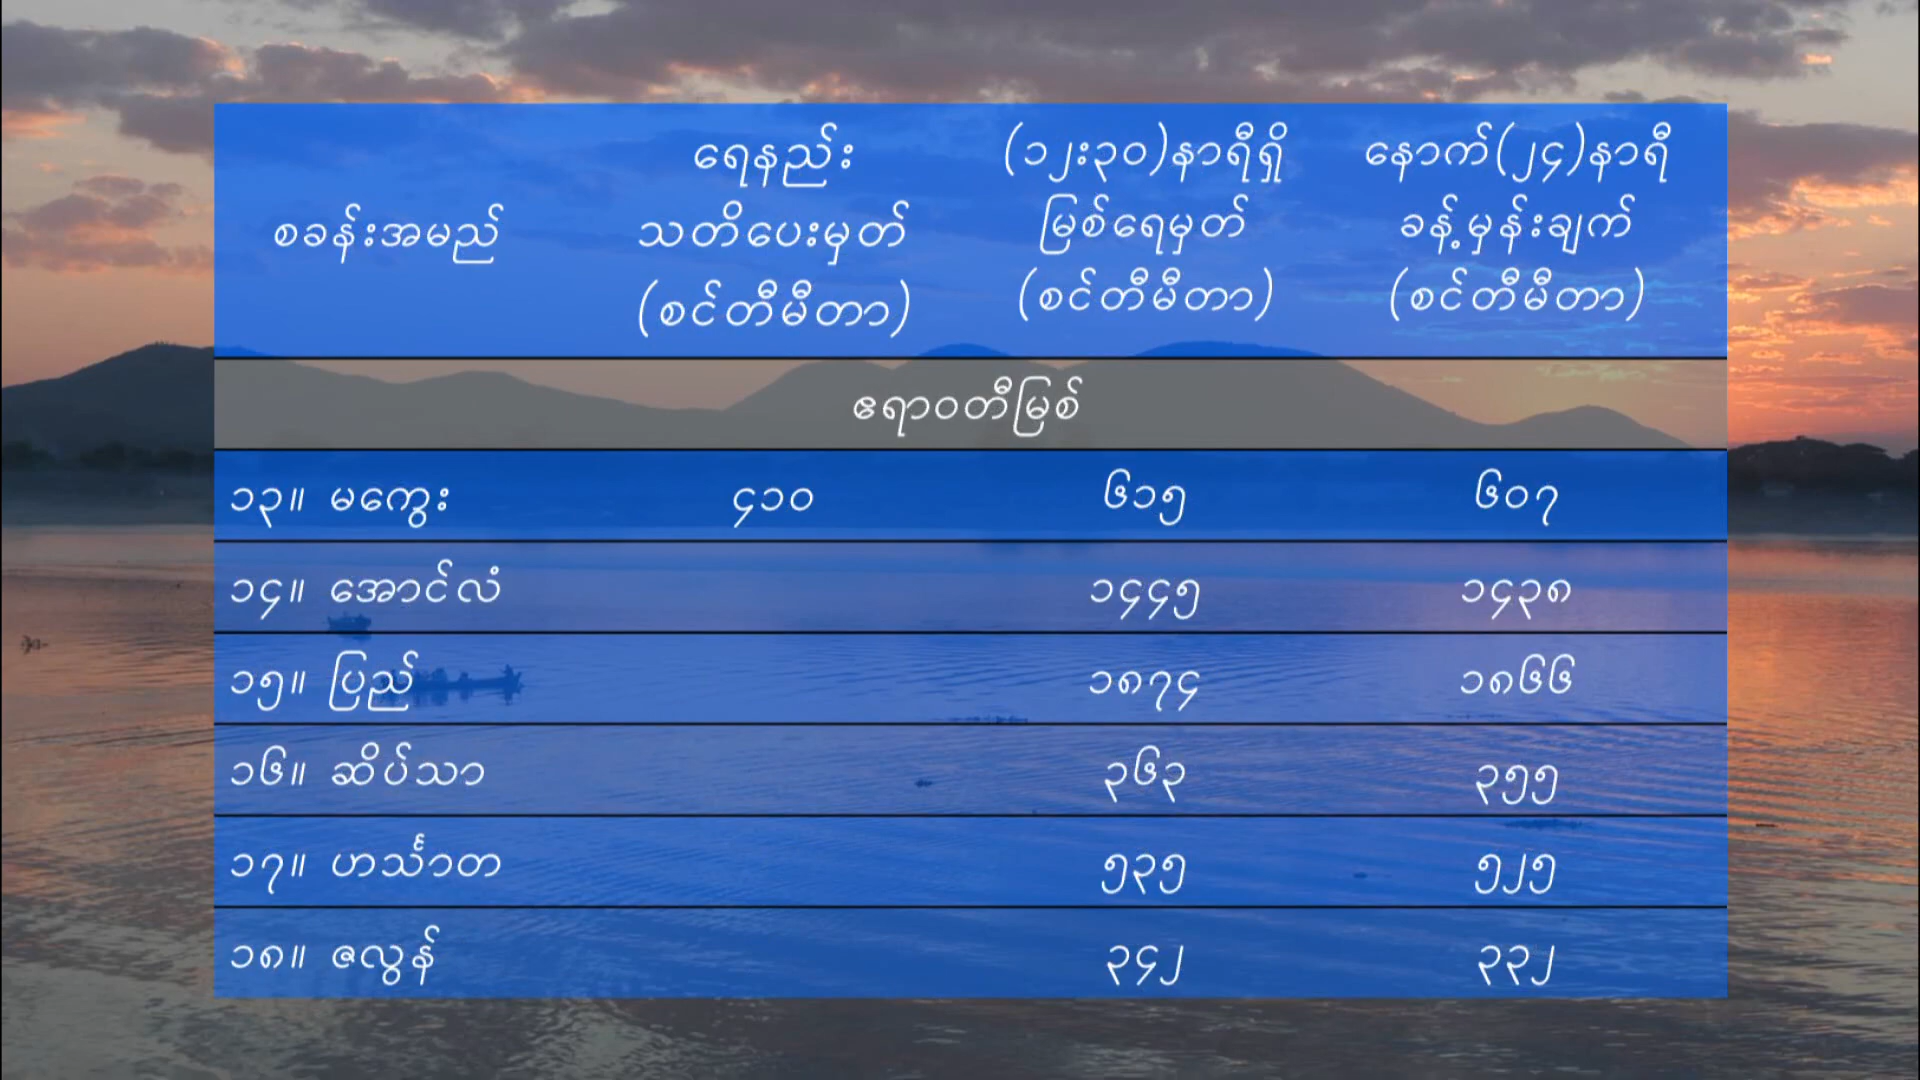 စခန်းအမည် ရေနည်း သတိပေးမှတ် (စင်တီမီတာ) (၁၂း၃၀)နာရီရှိ မြစ်ရေမှတ် (စင်တီမီတာ) နောက်(၂၄)နာရီ ခန့်မှန်းချက် (စင်တီမီတာ)
ဧရာဝတီမြစ်
၁၃။ မကွေး ၄၁၀ ၆၁၅ ၆၀၇
၁၄။ အောင်လံ ၁၄၄၅ ၁၄၃၈
၁၅။ ပြည် ၁၈၇၄ ၁၈၆၆
၁၆။ ဆိပ်သာ ၃၆၃ ၃၅၅
၁၇။ ဟင်္သာတ ၅၃၅ ၅၂၅
၁၈။ ဇလွန် ၃၄၂ ၃၃၂